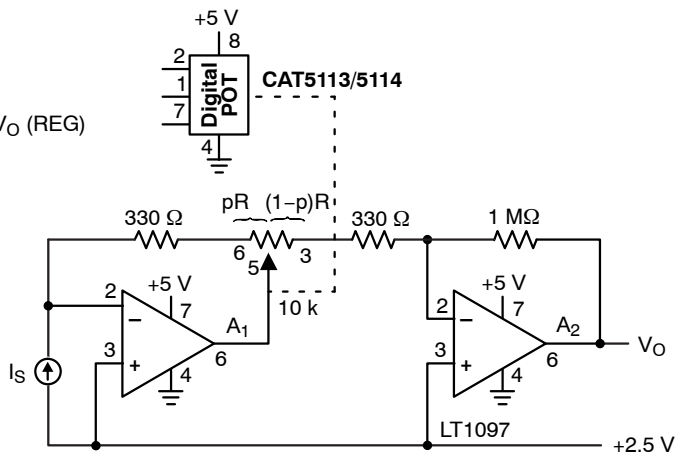 +5 V
8
2
1
7
4
Digital
POT
CAT5113/5114
VO (REG)
pR (1–p)R
330 Ω
6
5
3
10 k
330 Ω
1 MΩ
+5 V
2
7
–
3
+
4
A1
6
IS
+5 V
2
7
–
3
+
4
A2
6
VO
LT1097
+2.5 V